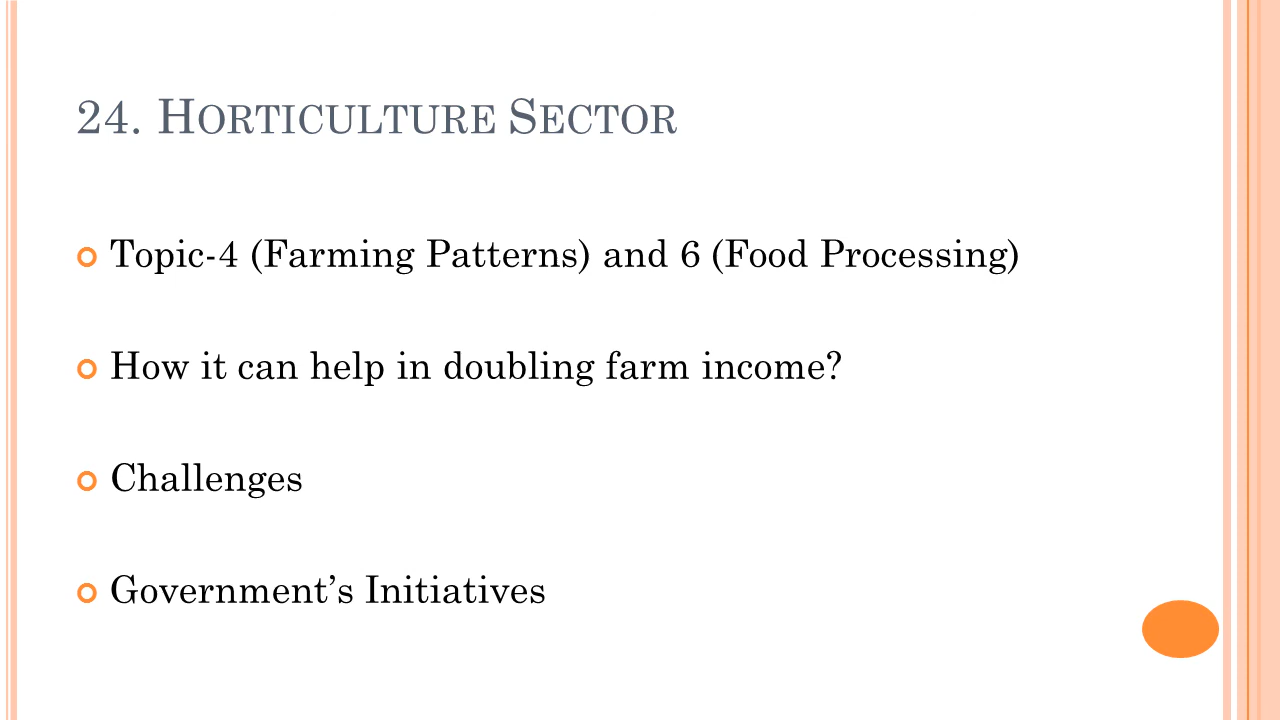 24. HORTICULTURE SECTOR
Topic-4 (Farming Patterns) and 6 (Food Processing)
How it can help in doubling farm income?
Challenges
Government’s Initiatives